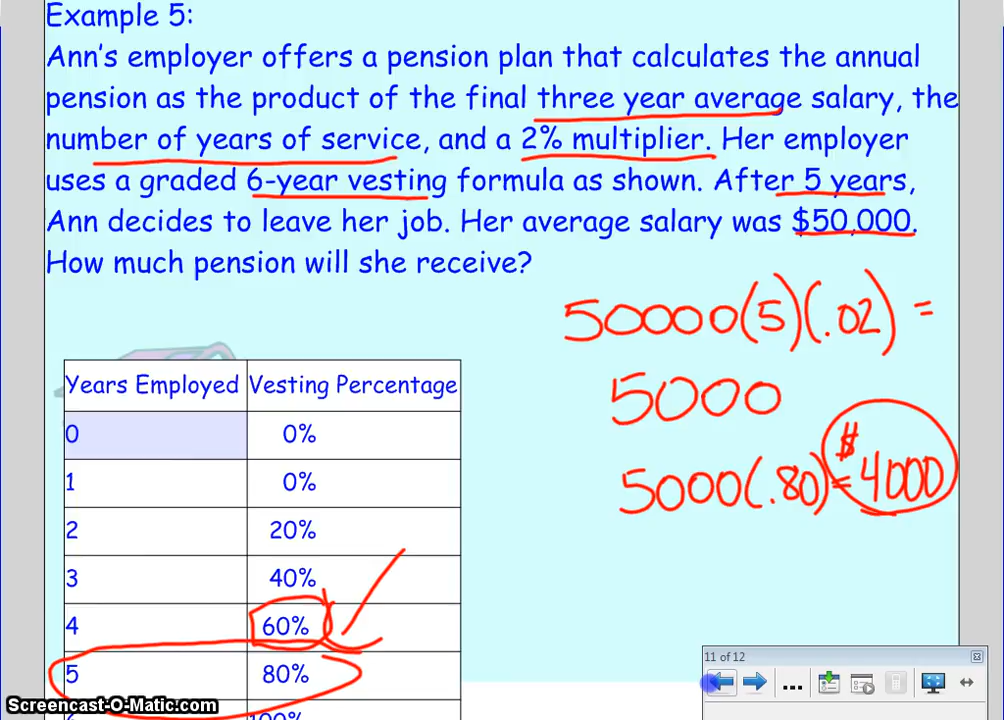 Example 5:
Ann's employer offers a pension plan that calculates the annual
pension as the product of the final three year average salary, the
number of years of service, and a 2% multiplier. Her employer
uses a graded 6-year vesting formula as shown. After 5 years,
Ann decides to leave her job. Her average salary was $50,000.
How much pension will she receive?
50000(5)(.02) =
5000
5000(.80)= $4000
Years Employed Vesting Percentage
0 0%
1 0%
2 20%
3 40%
4 60%
5 80%
6 100%
11 of 12
Screencast-O-Matic.com